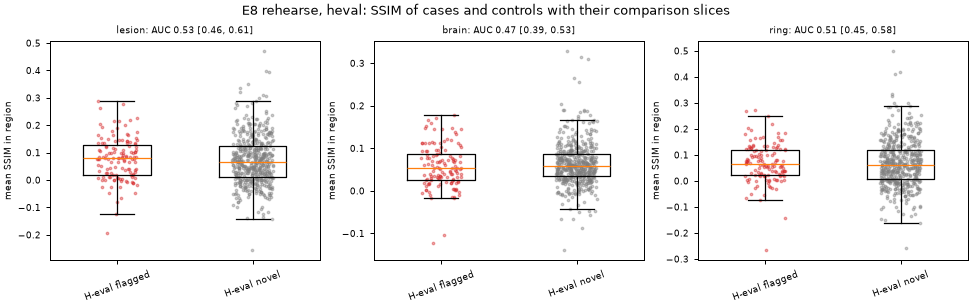 E8 rehearse, heval: SSIM of cases and controls with their comparison slices
lesion: AUC 0.53 [0.46, 0.61]
mean SSIM in region
0.5
0.4
0.3
0.2
0.1
0.0
−0.1
−0.2
H-eval flagged
H-eval novel
brain: AUC 0.47 [0.39, 0.53]
mean SSIM in region
0.3
0.2
0.1
0.0
−0.1
H-eval flagged
H-eval novel
ring: AUC 0.51 [0.45, 0.58]
mean SSIM in region
0.5
0.4
0.3
0.2
0.1
0.0
−0.1
−0.2
−0.3
H-eval flagged
H-eval novel